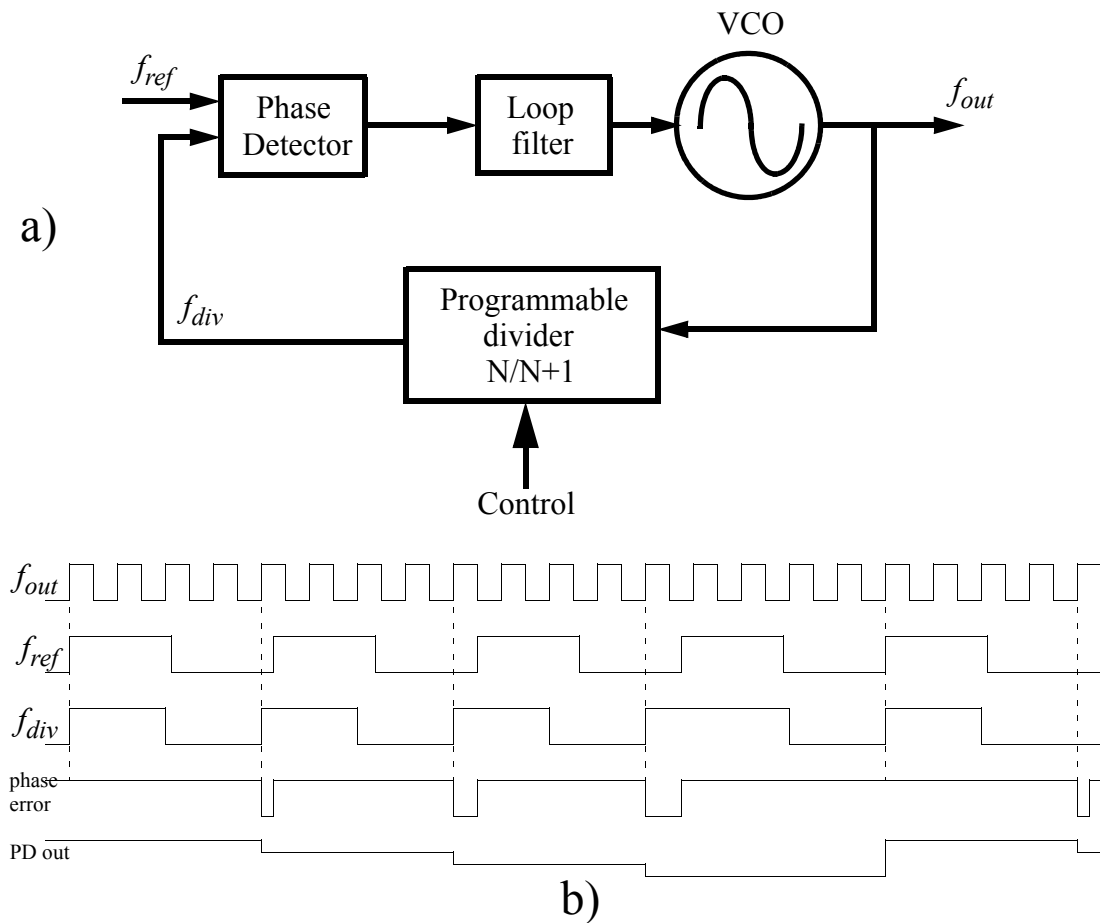 VCO
f_ref
Phase
Detector
Loop
filter
f_out
a)
f_div
Programmable
divider
N/N+1
Control
f_out
f_ref
f_div
phase
error
PD out
b)